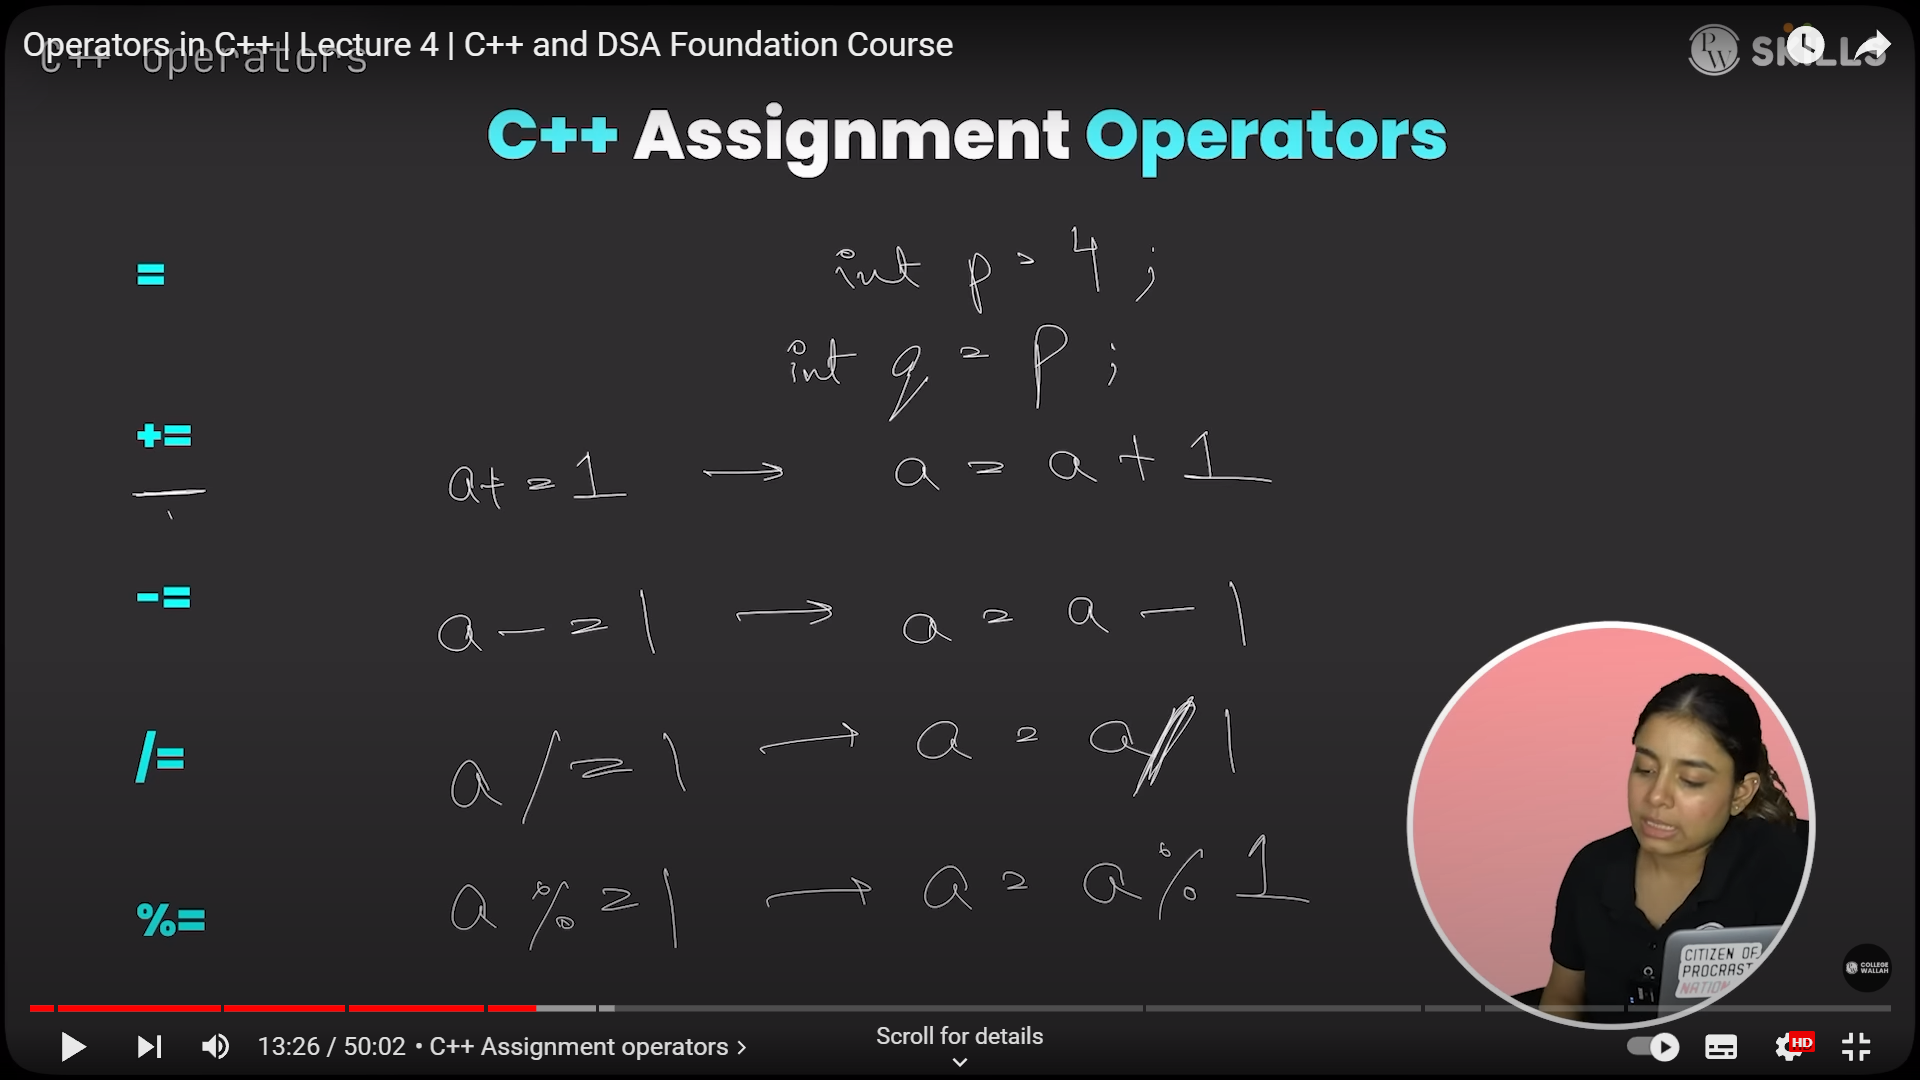 Operators in C++ | Lecture 4 | C++ and DSA Foundation Course
C++ operators
PW SKILLS
C++ Assignment Operators
=
int p = 4 ;
int q = p ;
+=
a+ = 1 → a = a + 1
-=
a - = 1 → a = a - 1
/=
a / = 1 → a = a / 1
%=
a % = 1 → a = a % 1
CITIZEN OF
PROCRAST
NATION
COLLEGE
WALLAH
13:26 / 50:02 • C++ Assignment operators >
Scroll for details
HD